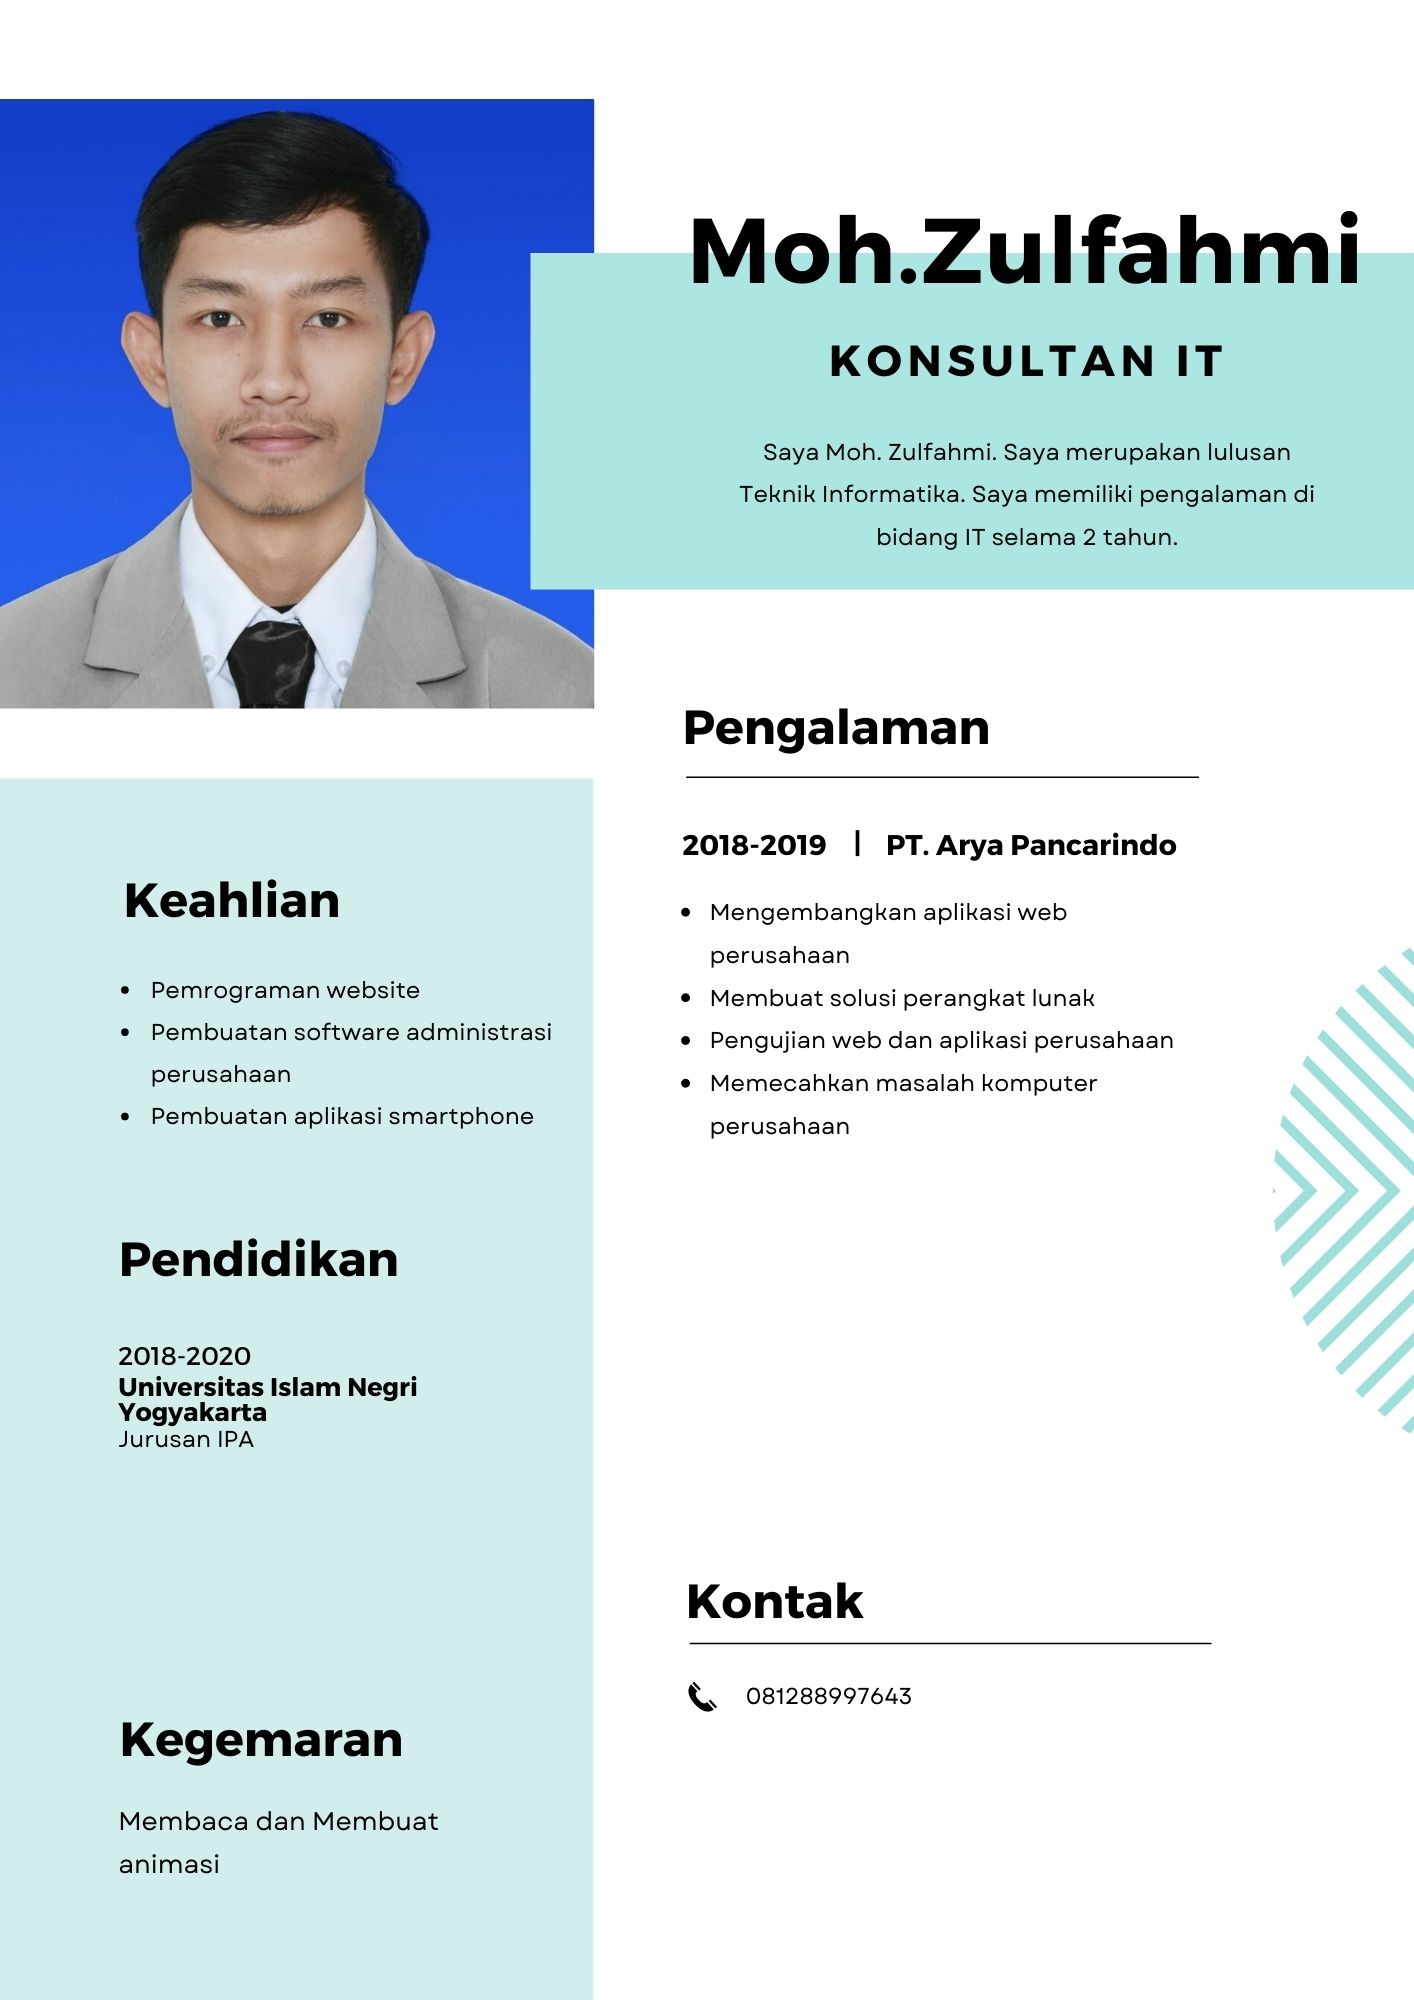 Moh.Zulfahmi
KONSULTAN IT
Saya Moh. Zulfahmi. Saya merupakan lulusan
Teknik Informatika. Saya memiliki pengalaman di
bidang IT selama 2 tahun.
Keahlian
Pemrograman website
Pembuatan software administrasi
perusahaan
Pembuatan aplikasi smartphone
Pendidikan
2018-2020
Universitas Islam Negri
Yogyakarta
Jurusan IPA
Kegemaran
Membaca dan Membuat
animasi
Pengalaman
2018-2019 | PT. Arya Pancarindo
Mengembangkan aplikasi web
perusahaan
Membuat solusi perangkat lunak
Pengujian web dan aplikasi perusahaan
Memecahkan masalah komputer
perusahaan
Kontak
081288997643